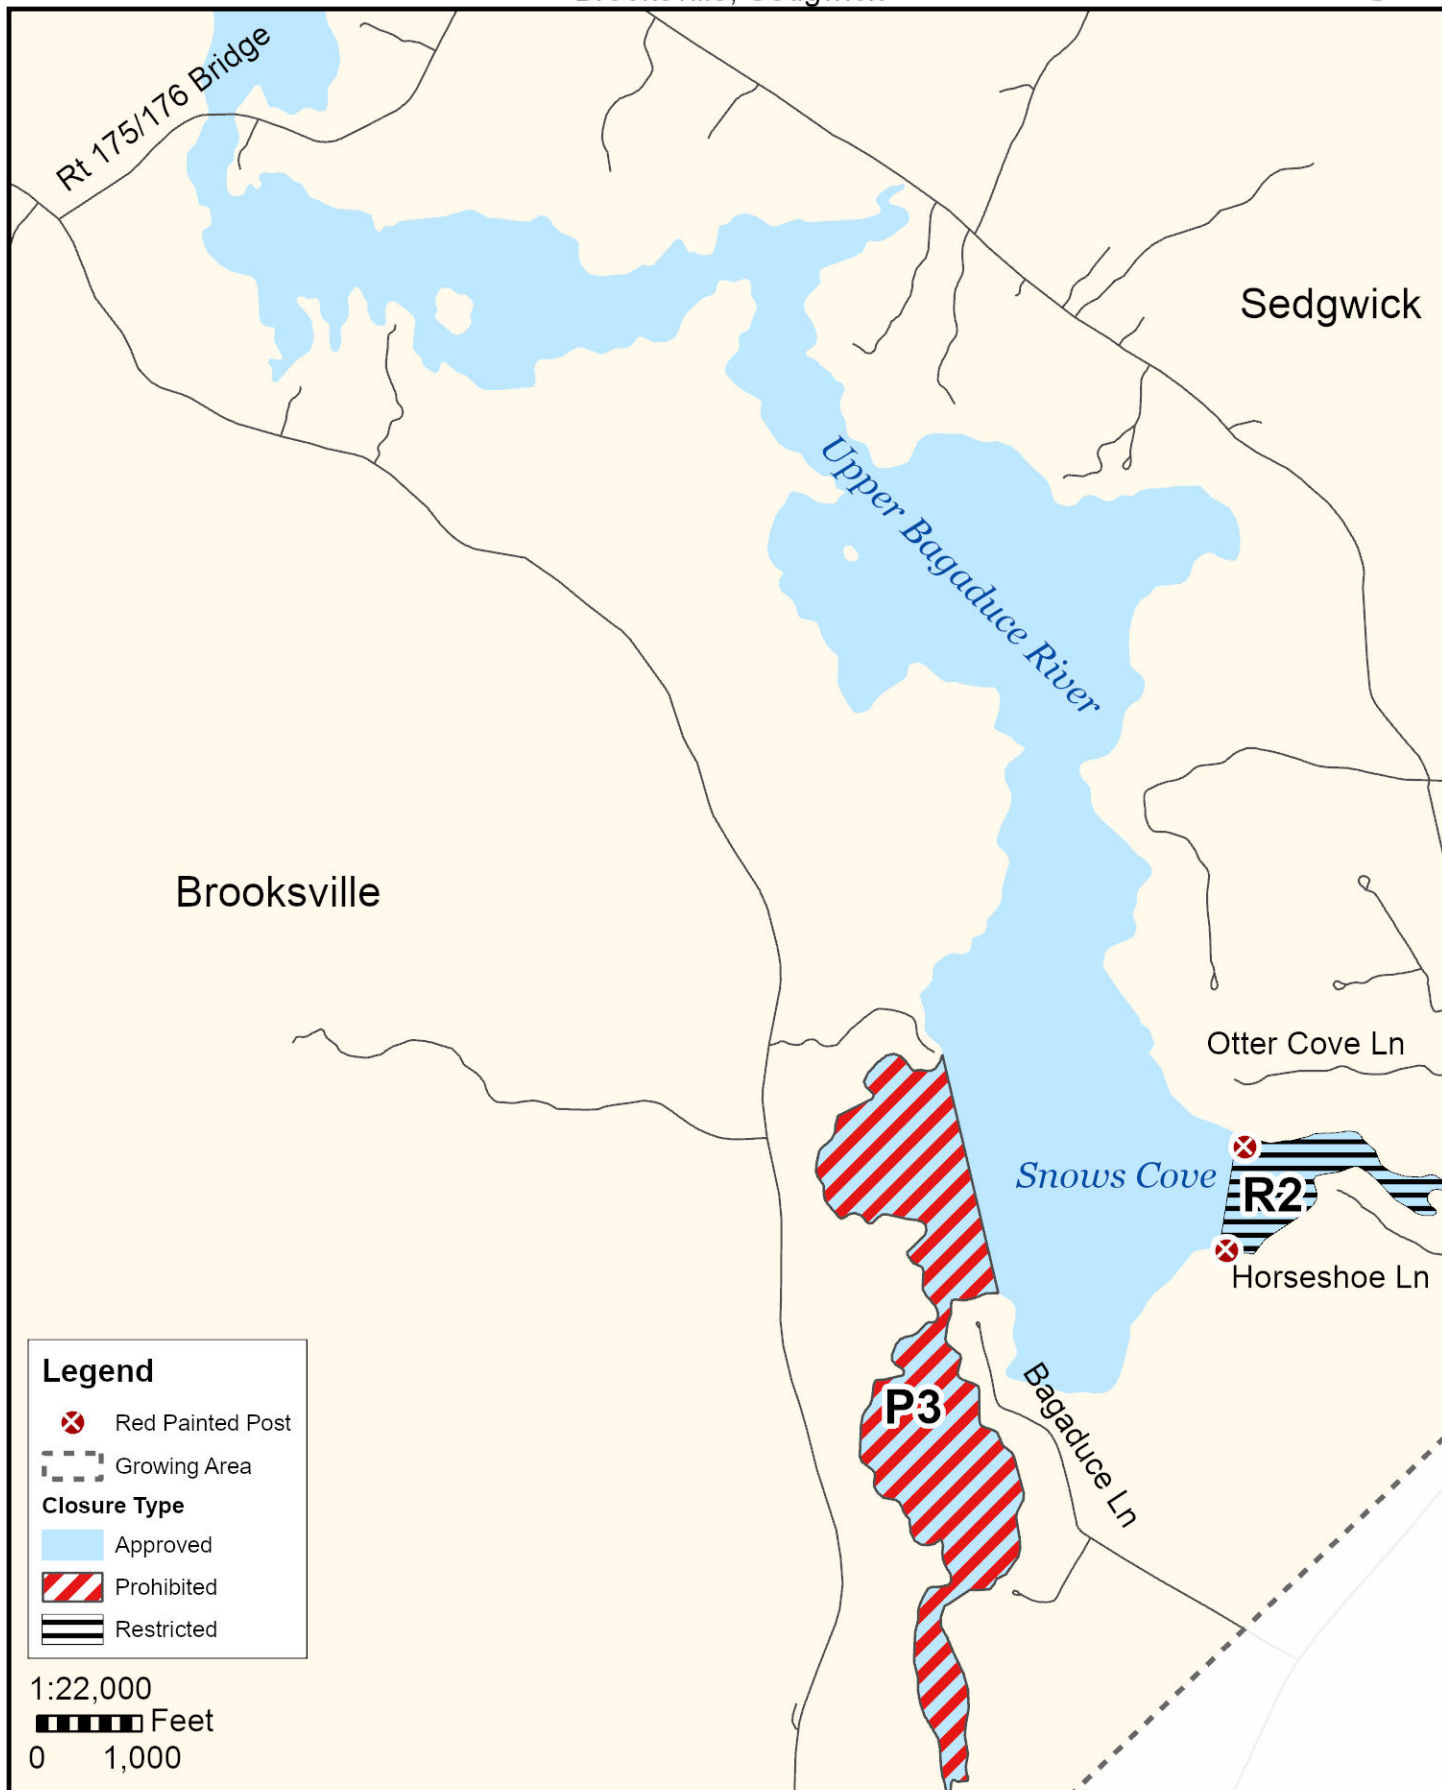 Brooksville, Sedgwick
Rt 175/176 Bridge
Sedgwick
Upper Bagaduce River
Brooksville
Otter Cove Ln
Snows Cove
R2
Horseshoe Ln
P3
Bagaduce Ln
Legend
Red Painted Post
Growing Area
Closure Type
Approved
Prohibited
Restricted
1:22,000
Feet
0 1,000